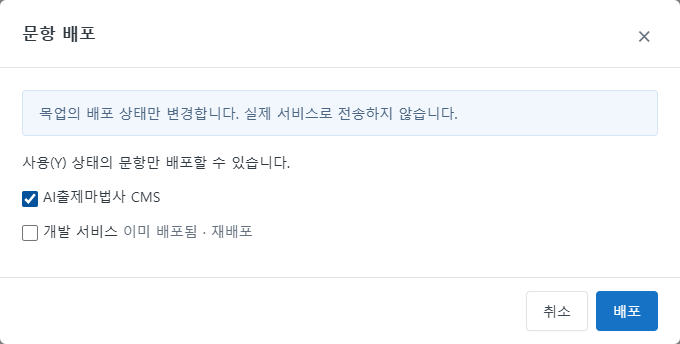 문항 배포
×
목업의 배포 상태만 변경합니다. 실제 서비스로 전송하지 않습니다.
사용(Y) 상태의 문항만 배포할 수 있습니다.
AI출제마법사 CMS
개발 서비스 이미 배포됨 · 재배포
취소
배포